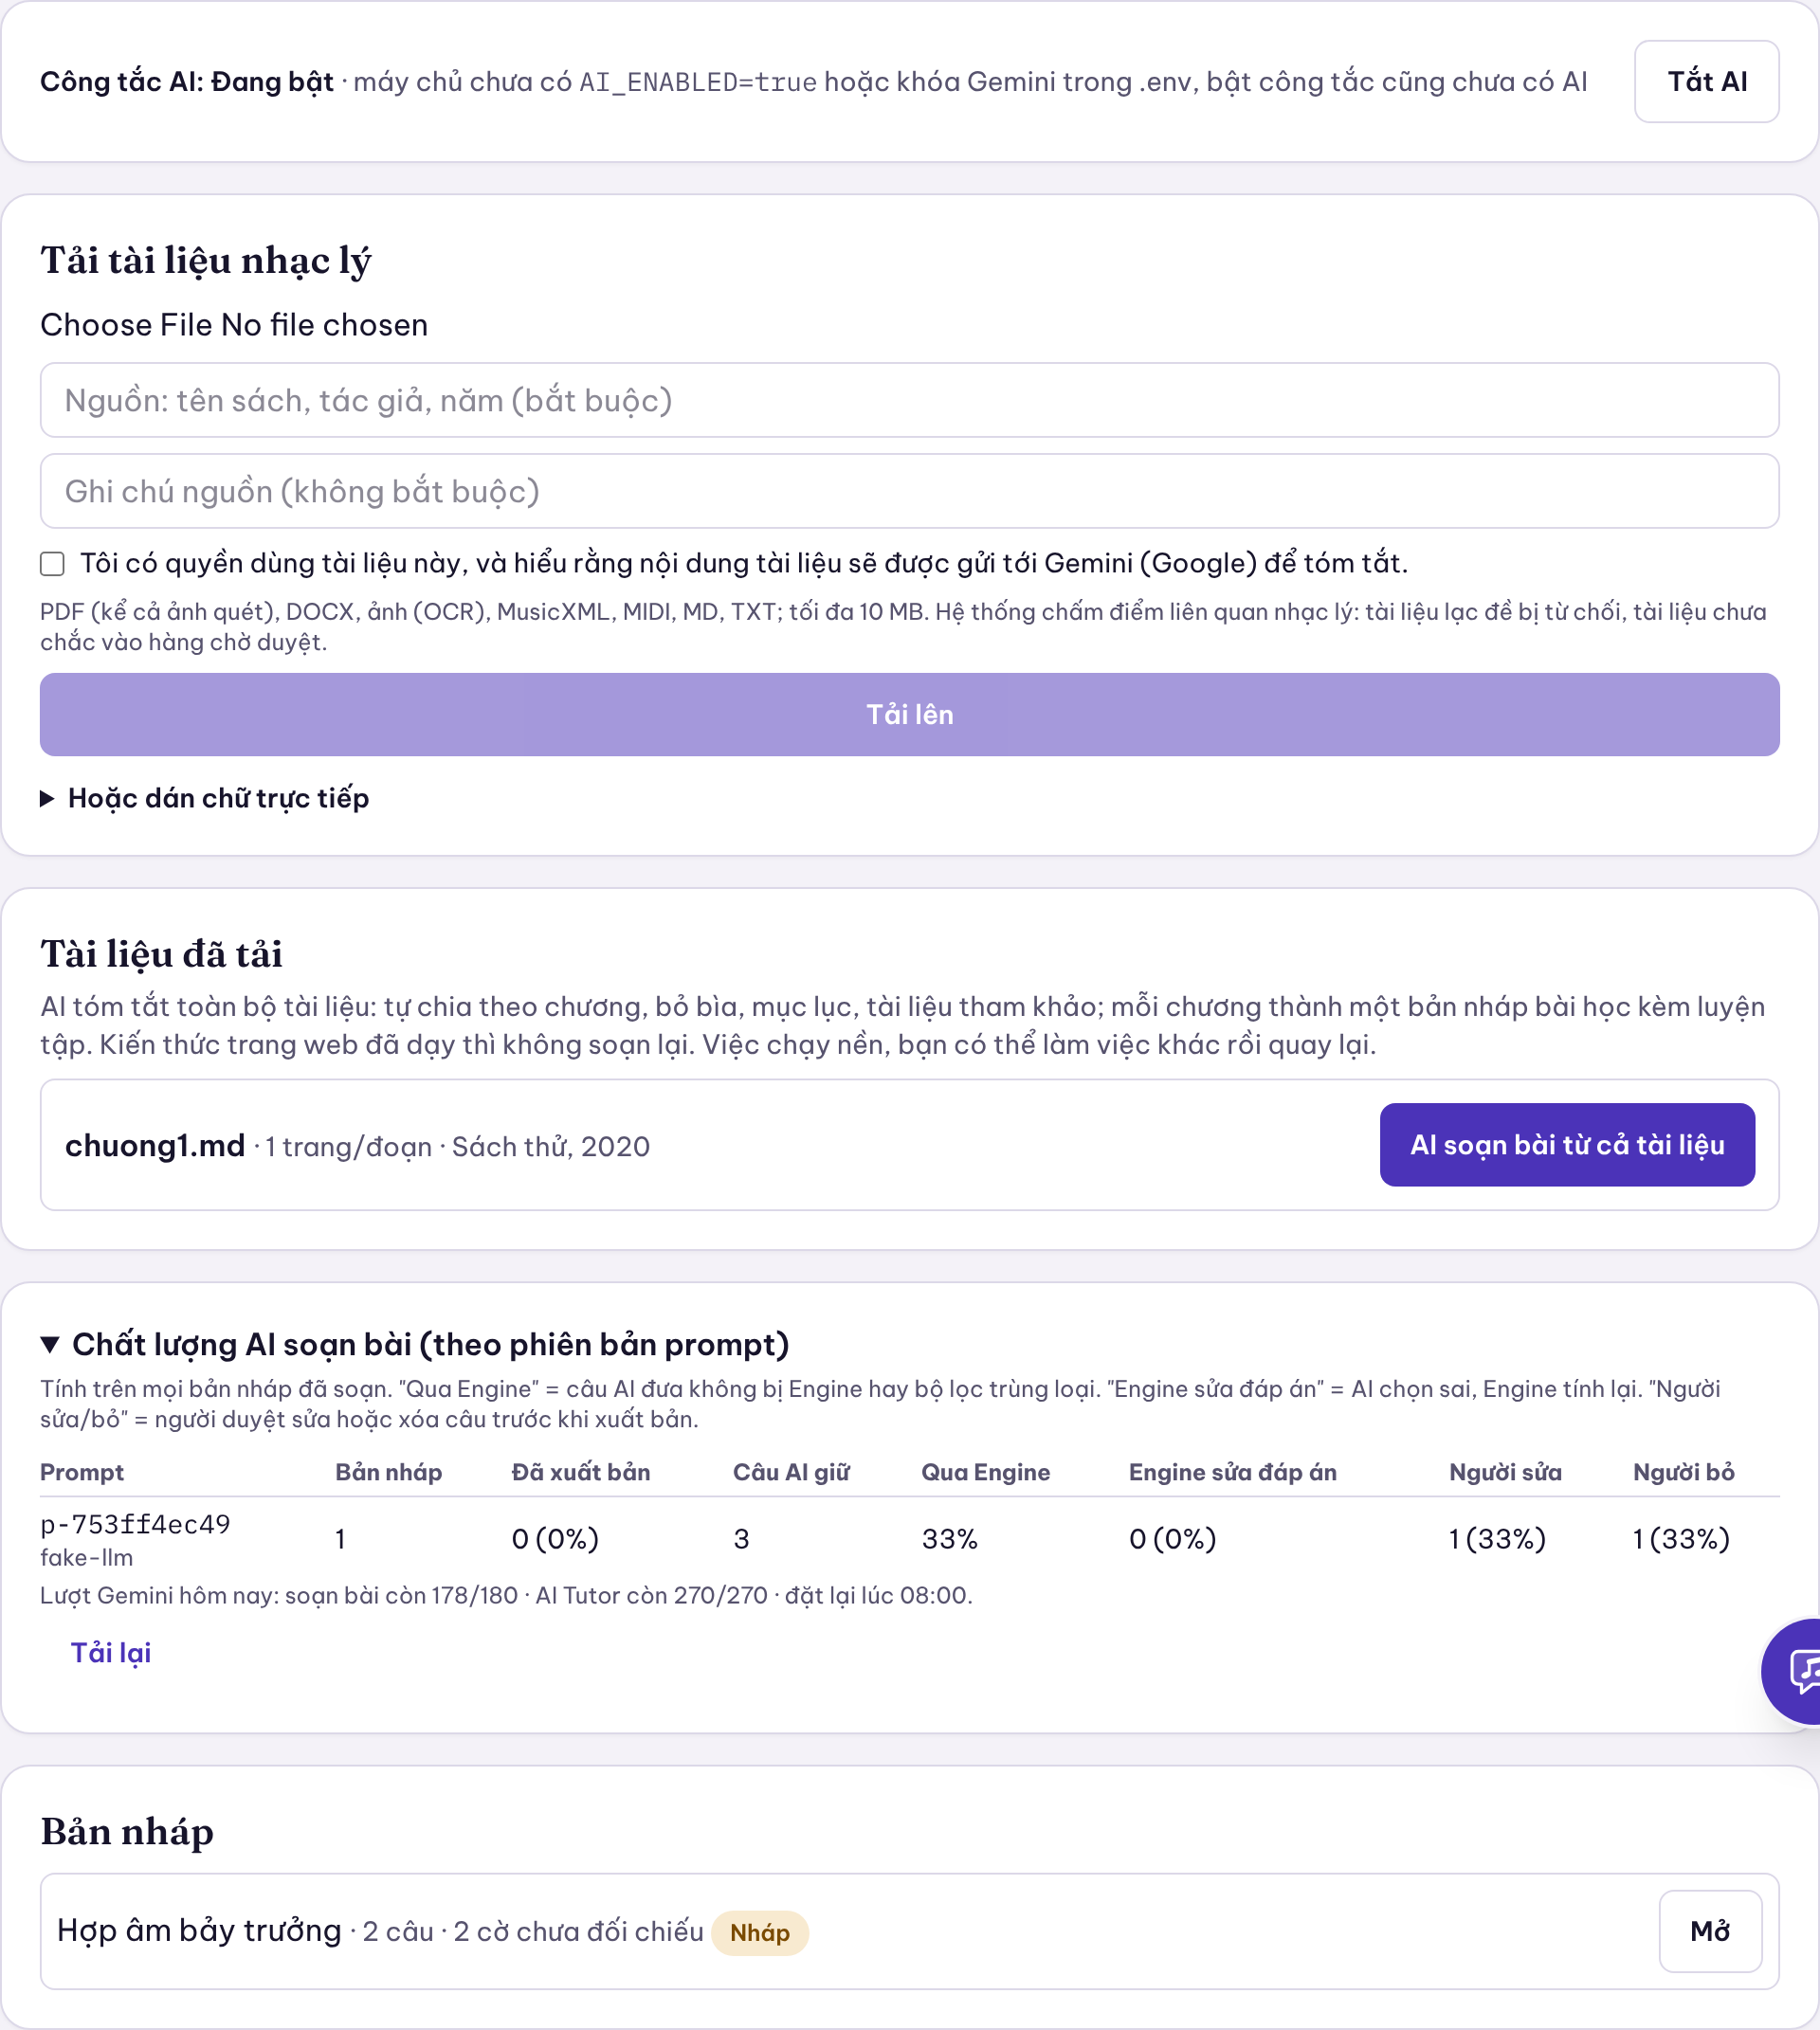 Công tắc AI: Đang bật · máy chủ chưa có AI_ENABLED=true hoặc khóa Gemini trong .env, bật công tắc cũng chưa có AI
Tắt AI
Tải tài liệu nhạc lý
Choose File No file chosen
Nguồn: tên sách, tác giả, năm (bắt buộc)
Ghi chú nguồn (không bắt buộc)
Tôi có quyền dùng tài liệu này, và hiểu rằng nội dung tài liệu sẽ được gửi tới Gemini (Google) để tóm tắt.
PDF (kể cả ảnh quét), DOCX, ảnh (OCR), MusicXML, MIDI, MD, TXT; tối đa 10 MB. Hệ thống chấm điểm liên quan nhạc lý: tài liệu lạc đề bị từ chối, tài liệu chưa
chắc vào hàng chờ duyệt.
Tải lên
Hoặc dán chữ trực tiếp
Tài liệu đã tải
AI tóm tắt toàn bộ tài liệu: tự chia theo chương, bỏ bìa, mục lục, tài liệu tham khảo; mỗi chương thành một bản nháp bài học kèm luyện
tập. Kiến thức trang web đã dạy thì không soạn lại. Việc chạy nền, bạn có thể làm việc khác rồi quay lại.
chuong1.md · 1 trang/đoạn · Sách thử, 2020
AI soạn bài từ cả tài liệu
Chất lượng AI soạn bài (theo phiên bản prompt)
Tính trên mọi bản nháp đã soạn. "Qua Engine" = câu AI đưa không bị Engine hay bộ lọc trùng loại. "Engine sửa đáp án" = AI chọn sai, Engine tính lại. "Người
sửa/bỏ" = người duyệt sửa hoặc xóa câu trước khi xuất bản.
Prompt Bản nháp Đã xuất bản Câu AI giữ Qua Engine Engine sửa đáp án Người sửa Người bỏ
p-753ff4ec49 1 0 (0%) 3 33% 0 (0%) 1 (33%) 1 (33%)
fake-llm
Lượt Gemini hôm nay: soạn bài còn 178/180 · AI Tutor còn 270/270 · đặt lại lúc 08:00.
Tải lại
Bản nháp
Hợp âm bảy trưởng · 2 câu · 2 cờ chưa đối chiếu Nháp
Mở